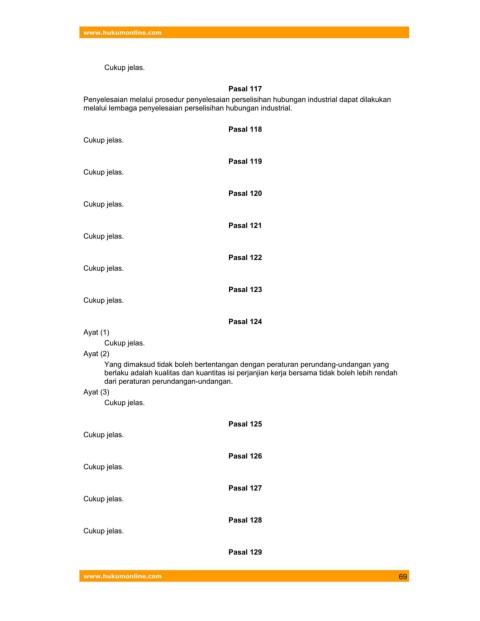 www.hukumonline.com
Cukup jelas.
Pasal 117
Penyelesaian melalui prosedur penyelesaian perselisihan hubungan industrial dapat dilakukan
melalui lembaga penyelesaian perselisihan hubungan industrial.
Pasal 118
Cukup jelas.
Pasal 119
Cukup jelas.
Pasal 120
Cukup jelas.
Pasal 121
Cukup jelas.
Pasal 122
Cukup jelas.
Pasal 123
Cukup jelas.
Pasal 124
Ayat (1)
Cukup jelas.
Ayat (2)
Yang dimaksud tidak boleh bertentangan dengan peraturan perundang-undangan yang
berlaku adalah kualitas dan kuantitas isi perjanjian kerja bersama tidak boleh lebih rendah
dari peraturan perundangan-undangan.
Ayat (3)
Cukup jelas.
Pasal 125
Cukup jelas.
Pasal 126
Cukup jelas.
Pasal 127
Cukup jelas.
Pasal 128
Cukup jelas.
Pasal 129
www.hukumonline.com 69